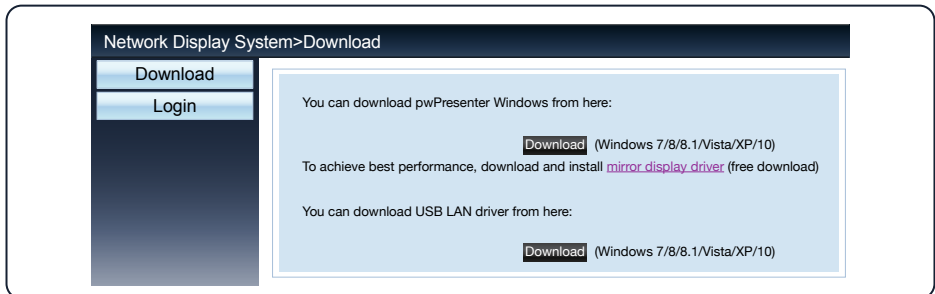 Network Display System>Download
Download
Login
You can download pwPresenter Windows from here:
Download (Windows 7/8/8.1/Vista/XP/10)
To achieve best performance, download and install mirror display driver (free download)
You can download USB LAN driver from here:
Download (Windows 7/8/8.1/Vista/XP/10)